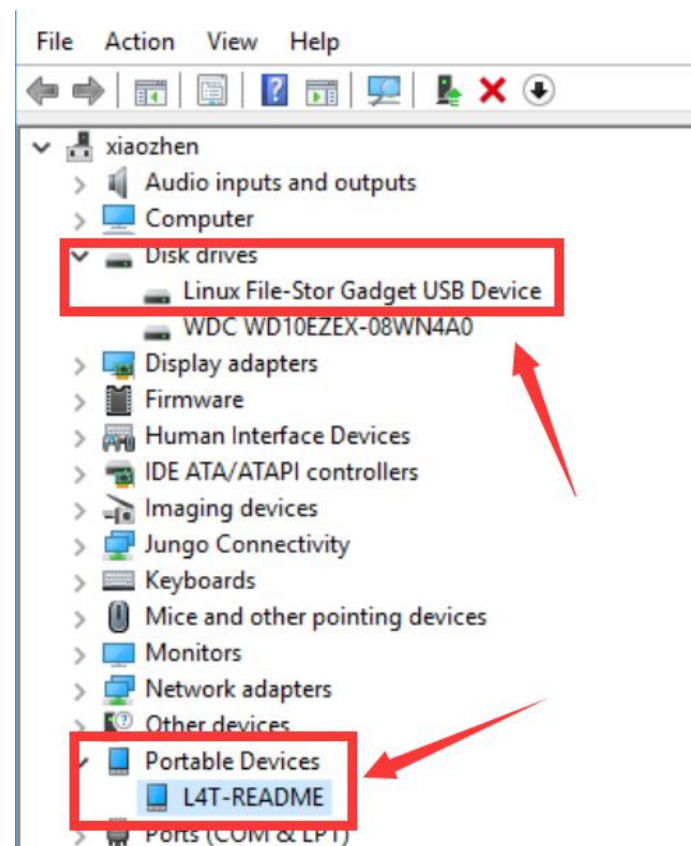 File Action View Help
xiaozhen
Audio inputs and outputs
Computer
Disk drives
Linux File-Stor Gadget USB Device
WDC WD10EZEX-08WN4A0
Display adapters
Firmware
Human Interface Devices
IDE ATA/ATAPI controllers
Imaging devices
Jungo Connectivity
Keyboards
Mice and other pointing devices
Monitors
Network adapters
Other devices
Portable Devices
L4T-README
Ports (COM & LPT)